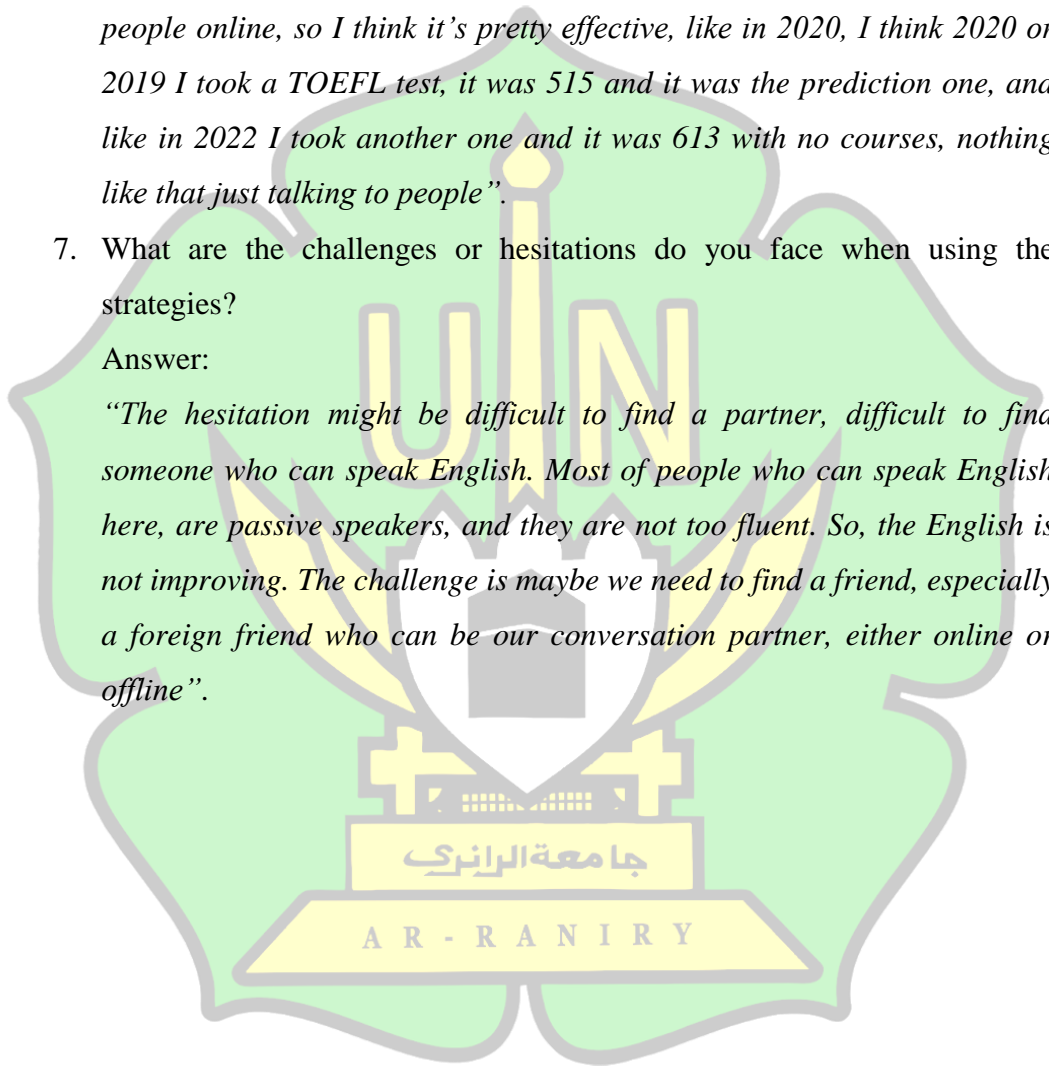 people online, so I think it’s pretty effective, like in 2020, I think 2020 or
2019 I took a TOEFL test, it was 515 and it was the prediction one, and
like in 2022 I took another one and it was 613 with no courses, nothing
like that just talking to people”.
7. What are the challenges or hesitations do you face when using the
strategies?
Answer:
“The hesitation might be difficult to find a partner, difficult to find
someone who can speak English. Most of people who can speak English
here, are passive speakers, and they are not too fluent. So, the English is
not improving. The challenge is maybe we need to find a friend, especially
a foreign friend who can be our conversation partner, either online or
offline”.
UIN
جامعة الرانري
AR-RANIRY